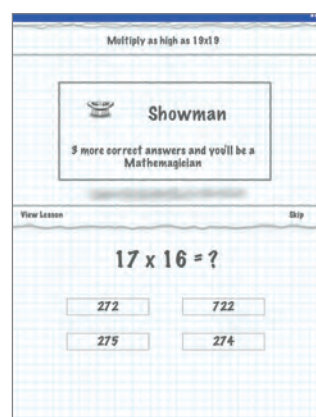 Multiply as high as 19x19
Showman
3 more correct answers and you'll be a
Mathemagician
View Lesson
Skip
17 x 16 = ?
272
722
275
274